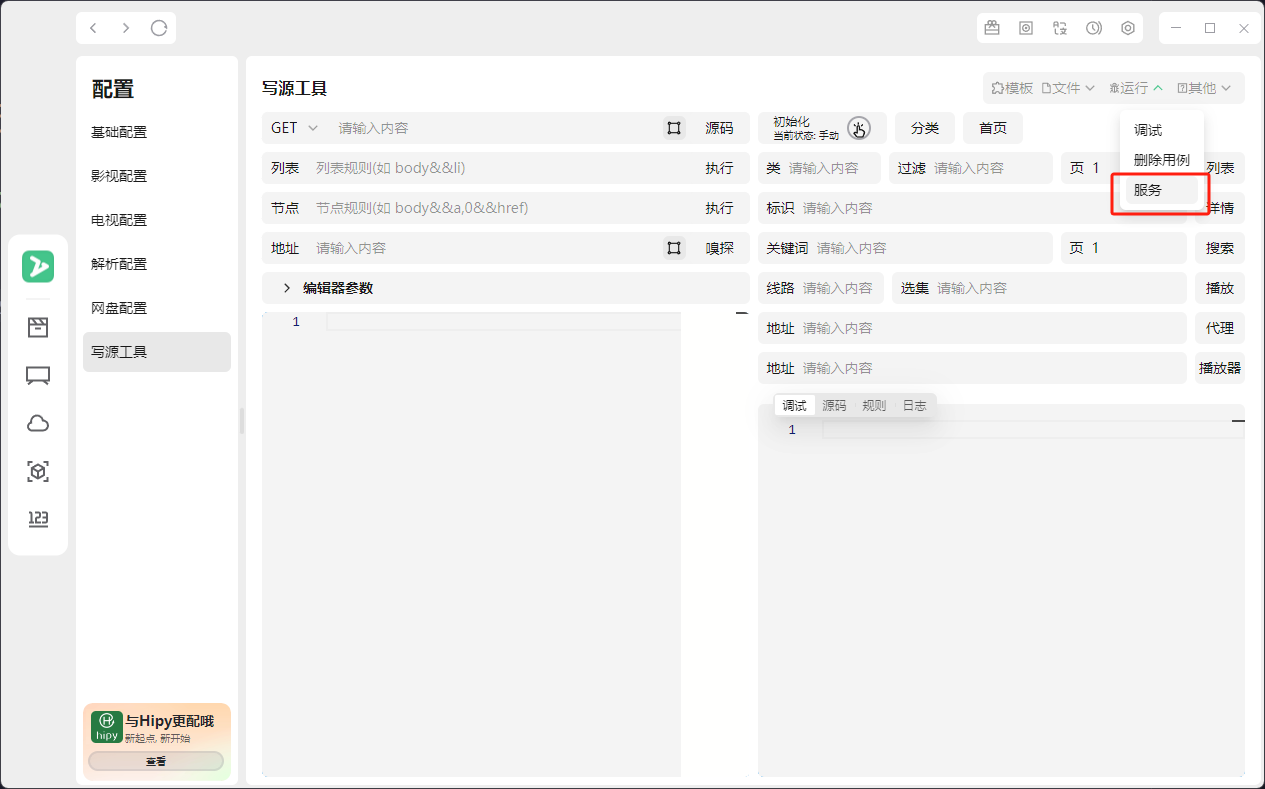 配置
基础配置
影视配置
电视配置
解析配置
网盘配置
写源工具
与Hipy更配哦
新起点, 新开始
hipy
查看
写源工具
模板 文件 运行 其他
调试
删除用例
服务
GET 请输入内容 源码
列表 列表规则(如 body&&li) 执行
节点 节点规则(如 body&&a,0&&href) 执行
地址 请输入内容 嗅探
编辑器参数
1
初始化
当前状态: 手动
分类 首页
类 请输入内容 过滤 请输入内容 页 1 列表
标识 请输入内容 详情
关键词 请输入内容 页 1 搜索
线路 请输入内容 选集 请输入内容 播放
地址 请输入内容 代理
地址 请输入内容 播放器
调试 源码 规则 日志
1
123